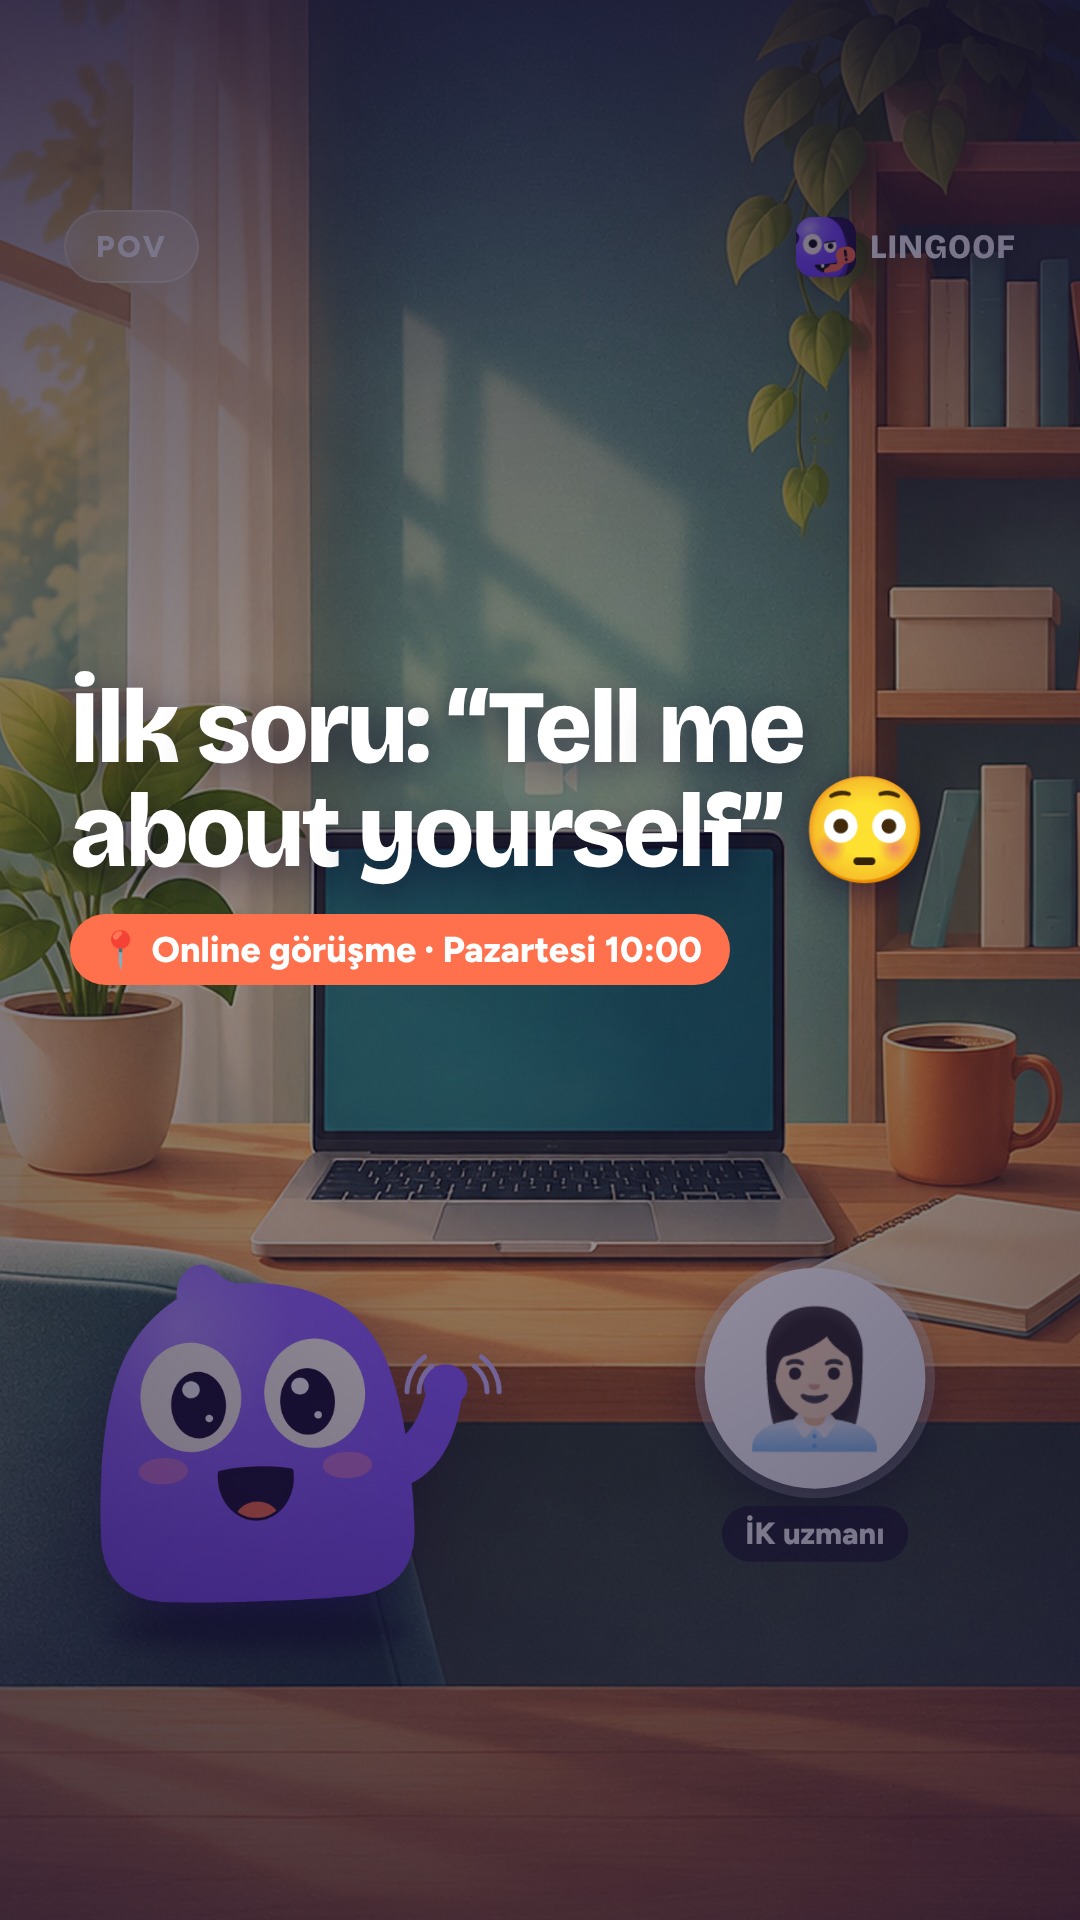 POV
LINGOOF
İlk soru: “Tell me
about yourself” 😳
📍 Online görüşme · Pazartesi 10:00
İK uzmanı